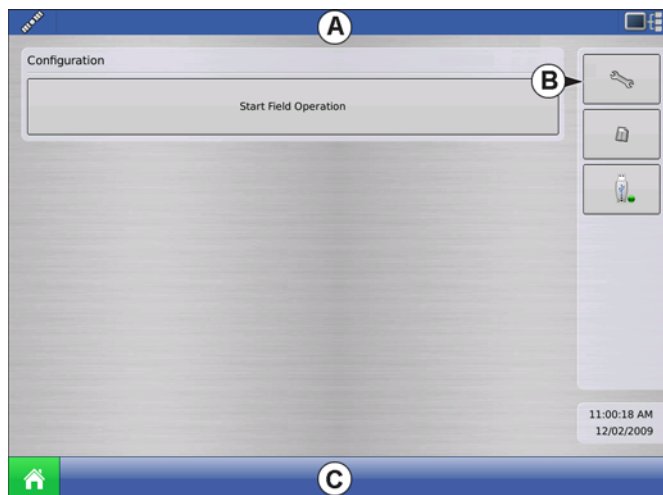 A
Configuration
B
Start Field Operation
11:00:18 AM
12/02/2009
C